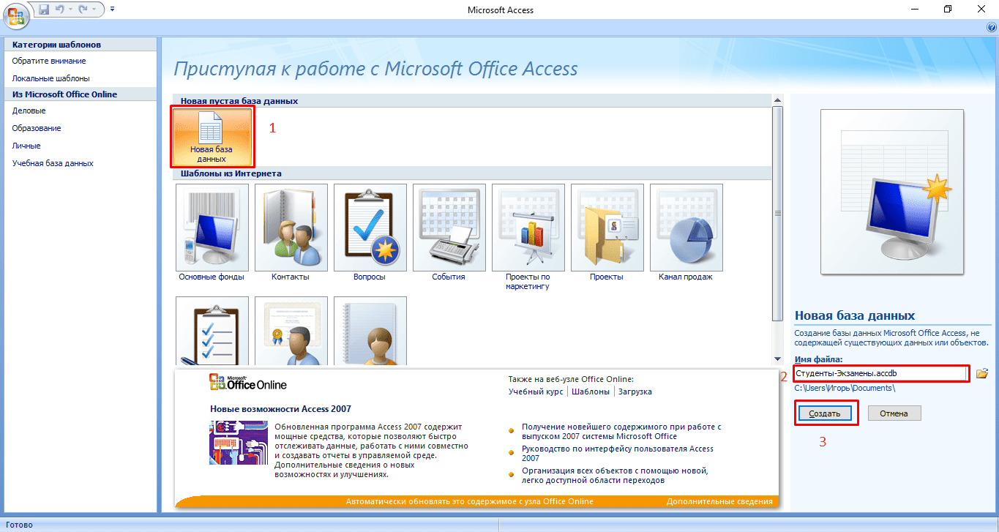 Microsoft Access
Категории шаблонов
Обратите внимание
Локальные шаблоны
Из Microsoft Office Online
Деловые
Образование
Личные
Учебная база данных
Приступая к работе с Microsoft Office Access
Новая пустая база данных
Новая база
данных
1
Шаблоны из Интернета
Основные фонды
Контакты
Вопросы
События
Проекты по
маркетингу
Проекты
Канал продаж
Microsoft
Office Online
Новые возможности Access 2007
Обновленная программа Access 2007 содержит
мощные средства, которые позволяют быстро
отслеживать данные, работать с ними совместно
и создавать отчеты в управляемой среде.
Дополнительные сведения о новых
возможностях и улучшениях.
Также на веб-узле Office Online:
Учебный курс | Шаблоны | Загрузка
Получение новейшего содержимого при работе с
выпуском 2007 системы Microsoft Office
Руководство по интерфейсу пользователя Access
2007
Организация всех объектов с помощью новой,
легко доступной области переходов
Автоматически обновлять это содержимое с узла Office Online
Дополнительные сведения
Новая база данных
Создание базы данных Microsoft Office Access, не
содержащей существующих данных или объектов.
Имя файла:
2
Студенты-Экзамены.accdb
C:\Users\Игорь\Documents\
Создать
Отмена
3
Готово